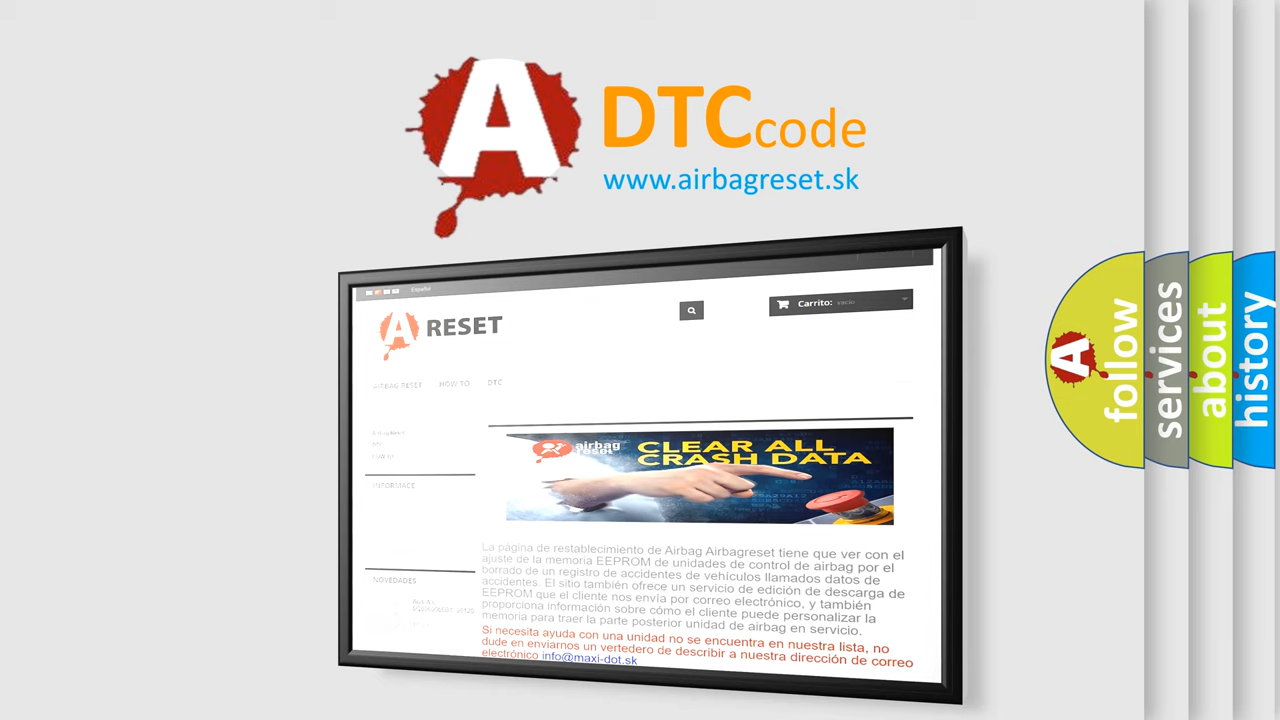 A DTCcode
www.airbagreset.sk
Español
A RESET
Carrito: vacío
AIRBAG RESET HOW TO DTC
INFORMACE
CLEAR ALL
CRASH DATA
airbag
reset
La página de restablecimiento de Airbag Airbagreset tiene que ver con el
ajuste de la memoria EEPROM de unidades de control de airbag por el
borrado de un registro de accidentes de vehículos llamados datos de
accidentes. El sitio también ofrece un servicio de edición de descarga de
EEPROM que el cliente nos envía por correo electrónico, y también
proporciona información sobre cómo el cliente puede personalizar la
memoria para traer la parte posterior unidad de airbag en servicio.
Si necesita ayuda con una unidad no se encuentra en nuestra lista, no
dude en enviarnos un vertedero de describir a nuestra dirección de correo
electrónico info@maxi-dot.sk
NOVEDADES
A follow
services
about
history